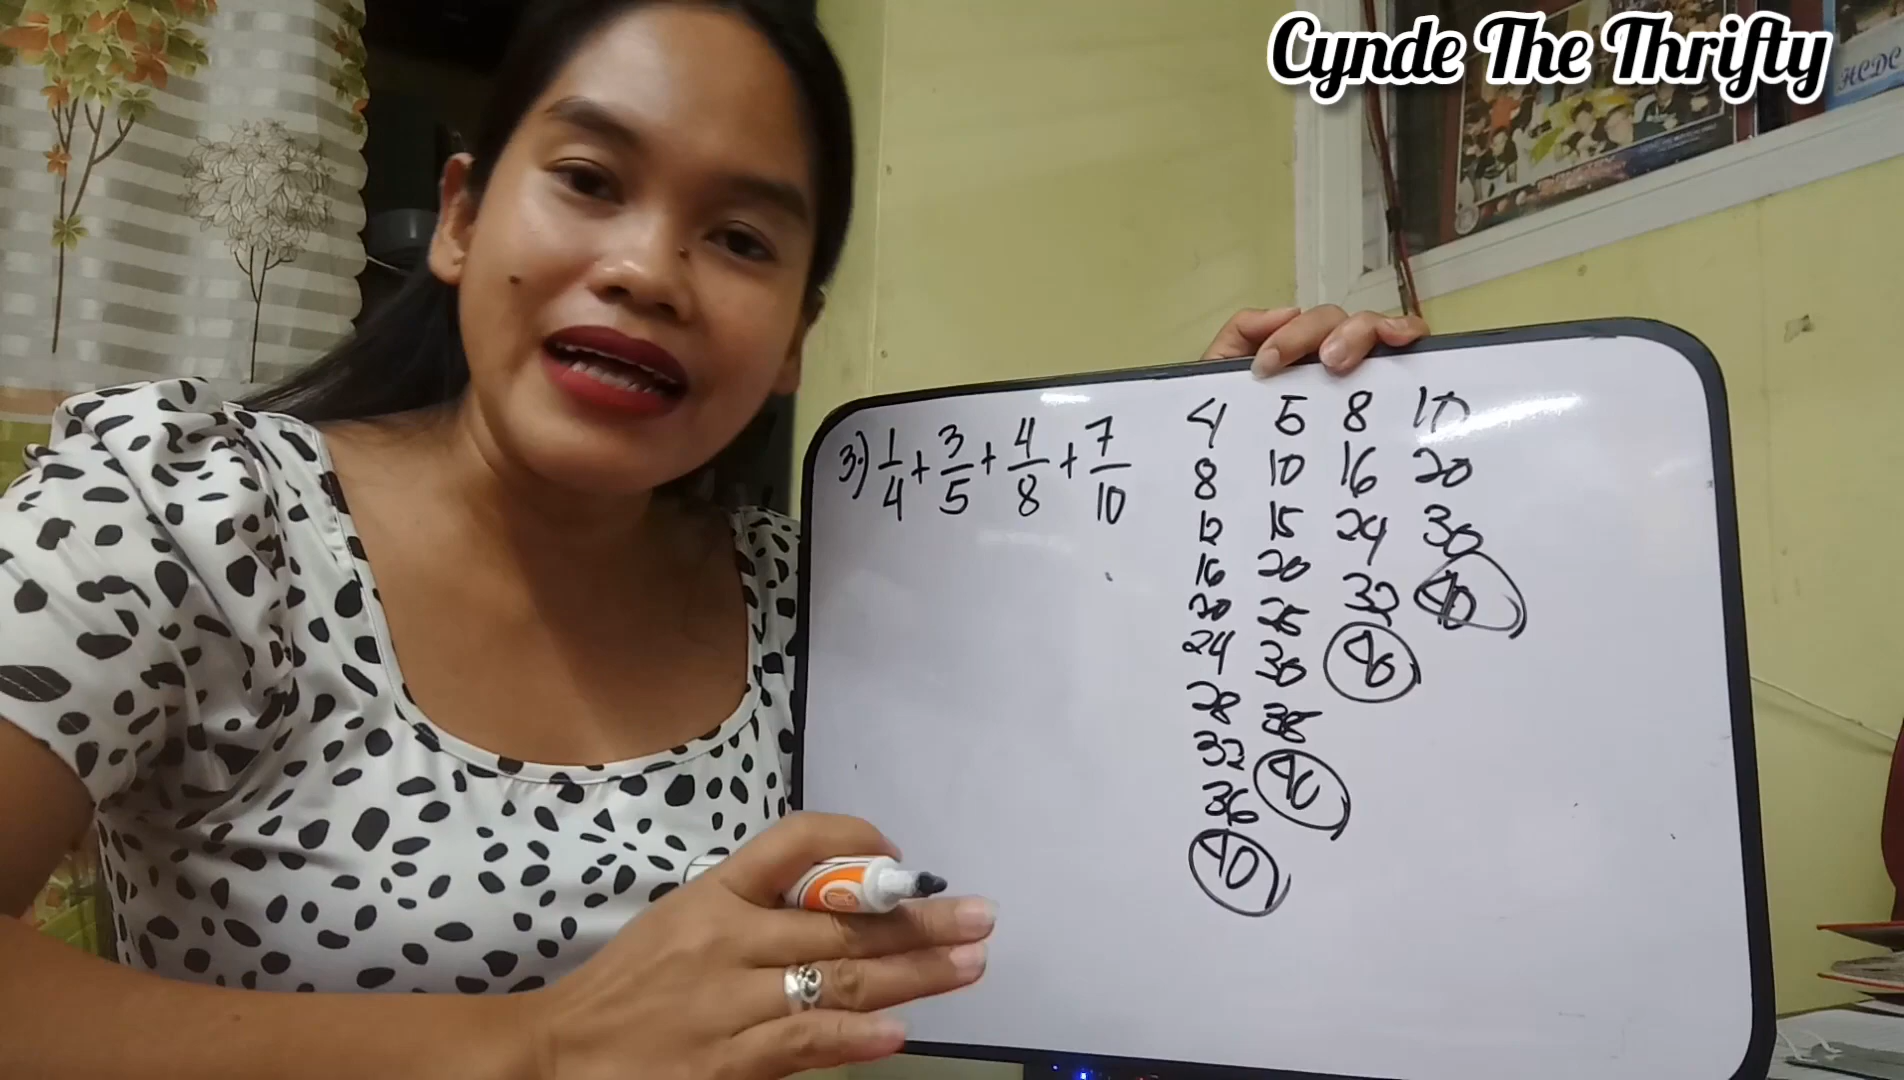 Cynde The Thrifty
HCDC
3.) 1/4 + 3/5 + 4/8 + 7/10
4 5 8 10
8 10 16 20
12 15 24 30
16 20 32 40
20 25 40
24 30
28 35
32 40
36
40